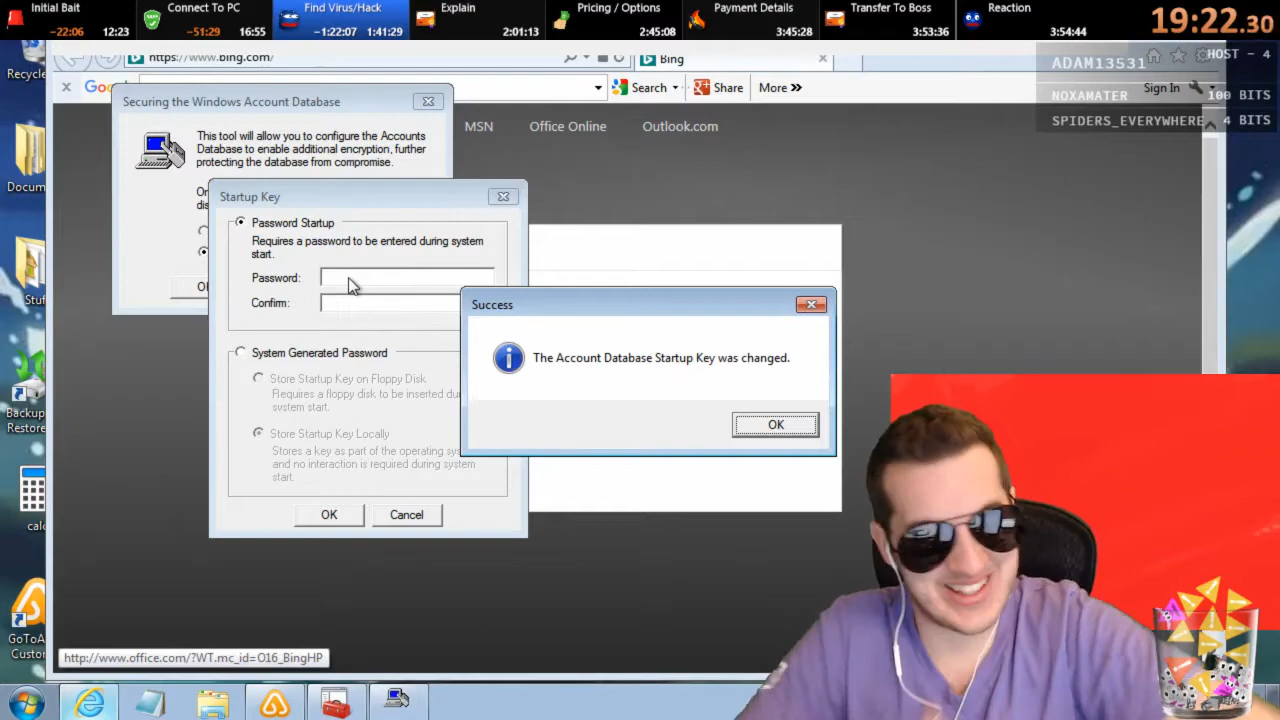 Initial Bait
-22:06 12:23
Connect To PC
-51:29 16:55
Find Virus/Hack
-1:22:07 1:41:29
Explain
2:01:13
Pricing / Options
2:45:08
Payment Details
3:45:28
Transfer To Boss
3:53:36
Reaction
3:54:44
19:22.30
HOST - 4
ADAM13531
NOXAMATER 100 BITS
SPIDERS_EVERYWHERE 4 BITS
https://www.bing.com/
Bing
Search
Share
More »
Sign In
MSN Office Online Outlook.com
Securing the Windows Account Database
This tool will allow you to configure the Accounts
Database to enable additional encryption, further
protecting the database from compromise.
Startup Key
Password Startup
Requires a password to be entered during system
start.
Password:
Confirm:
System Generated Password
Store Startup Key on Floppy Disk
Requires a floppy disk to be inserted
system start.
Store Startup Key Locally
Stores a key as part of the operating
and no interaction is required during system
start.
OK Cancel
Success
The Account Database Startup Key was changed.
OK
http://www.office.com/?WT.mc_id=O16_BingHP